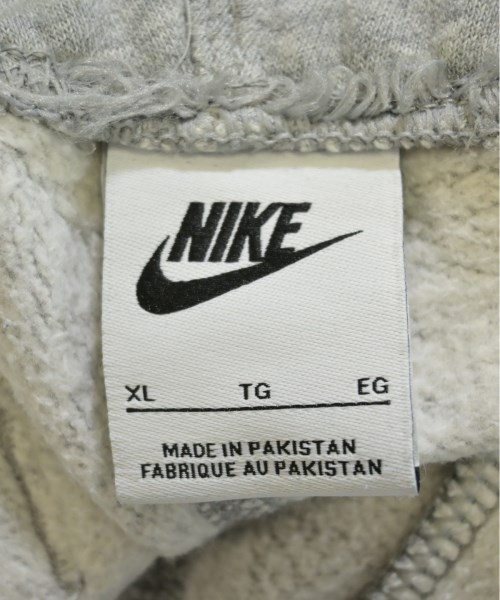 NIKE
XL TG EG
MADE IN PAKISTAN
FABRIQUE AU PAKISTAN